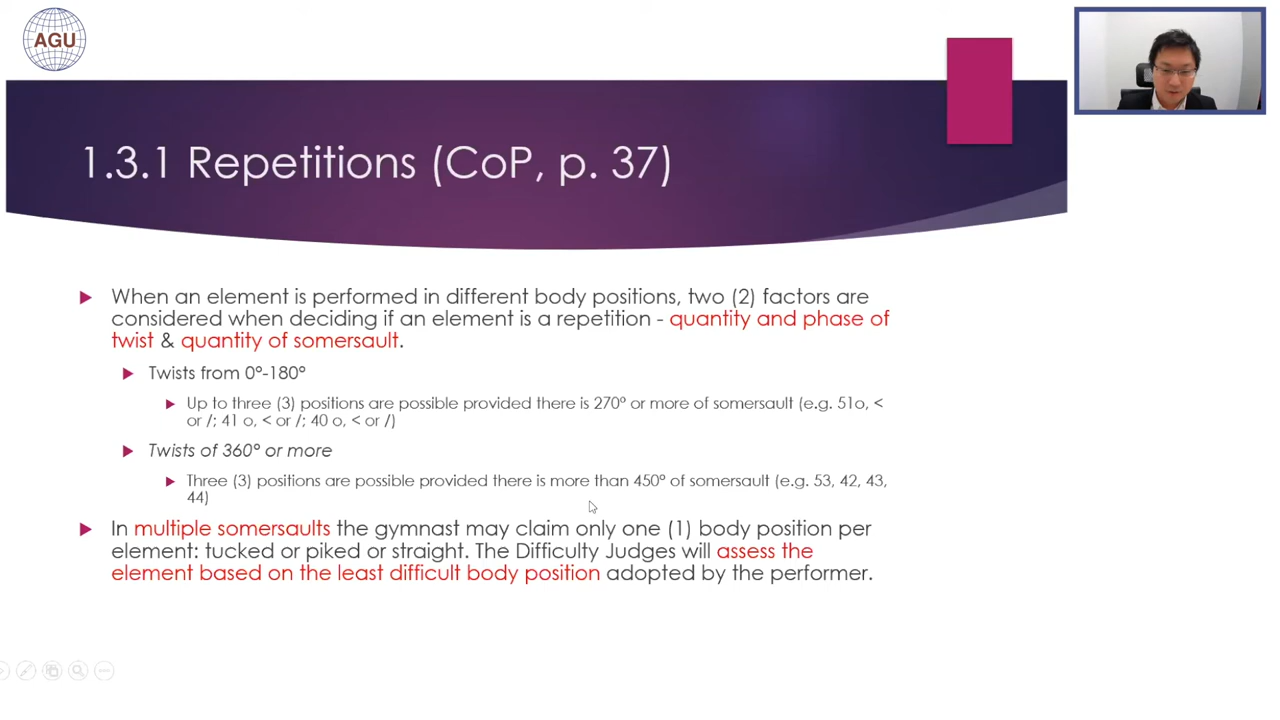 AGU
1.3.1 Repetitions (CoP, p. 37)
When an element is performed in different body positions, two (2) factors are
considered when deciding if an element is a repetition - quantity and phase of
twist & quantity of somersault.
Twists from 0°-180°
Up to three (3) positions are possible provided there is 270° or more of somersault (e.g. 51o, <
or /; 41 o, < or /; 40 o, < or /)
Twists of 360° or more
Three (3) positions are possible provided there is more than 450° of somersault (e.g. 53, 42, 43,
44)
In multiple somersaults the gymnast may claim only one (1) body position per
element: tucked or piked or straight. The Difficulty Judges will assess the
element based on the least difficult body position adopted by the performer.